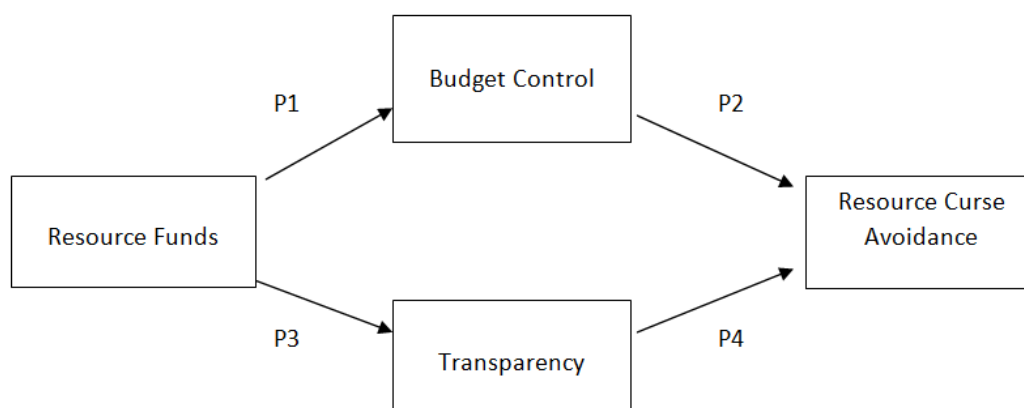 Budget Control
P1
P2
Resource Funds
Resource Curse
Avoidance
P3
P4
Transparency